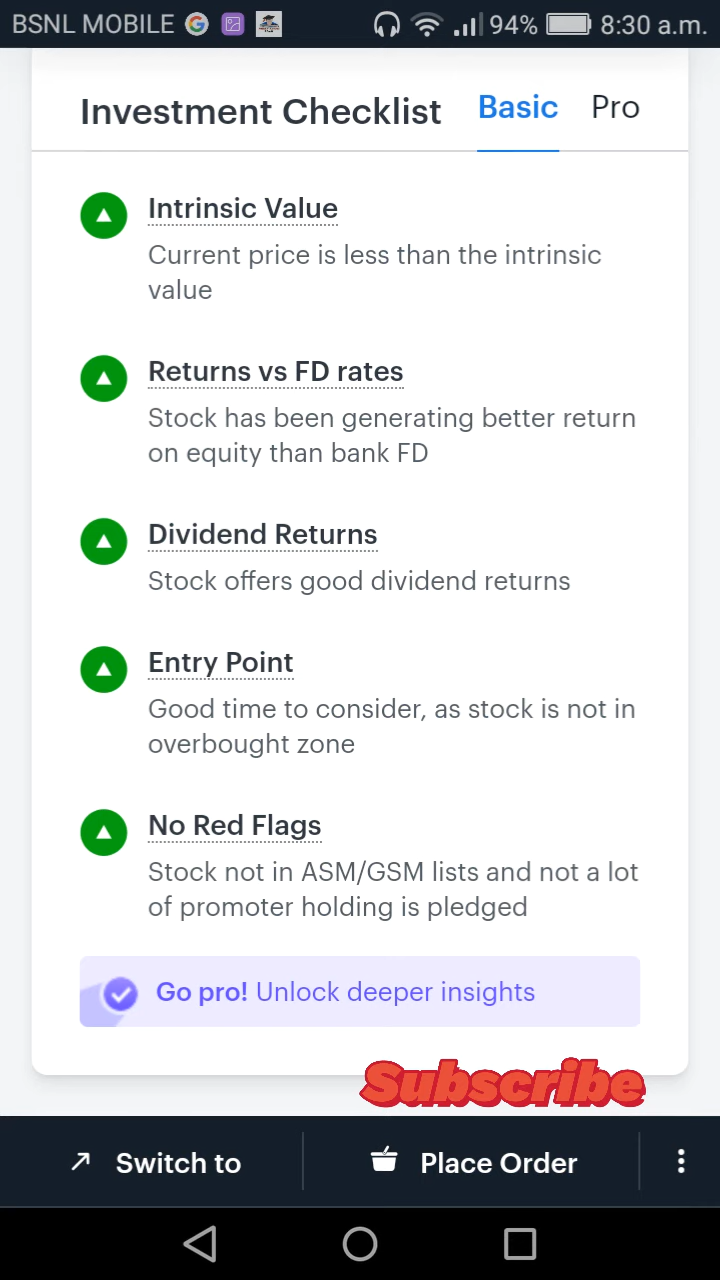 BSNL MOBILE 94% 8:30 a.m.
Investment Checklist Basic Pro
Intrinsic Value
Current price is less than the intrinsic
value
Returns vs FD rates
Stock has been generating better return
on equity than bank FD
Dividend Returns
Stock offers good dividend returns
Entry Point
Good time to consider, as stock is not in
overbought zone
No Red Flags
Stock not in ASM/GSM lists and not a lot
of promoter holding is pledged
Go pro! Unlock deeper insights
Subscribe
Switch to Place Order